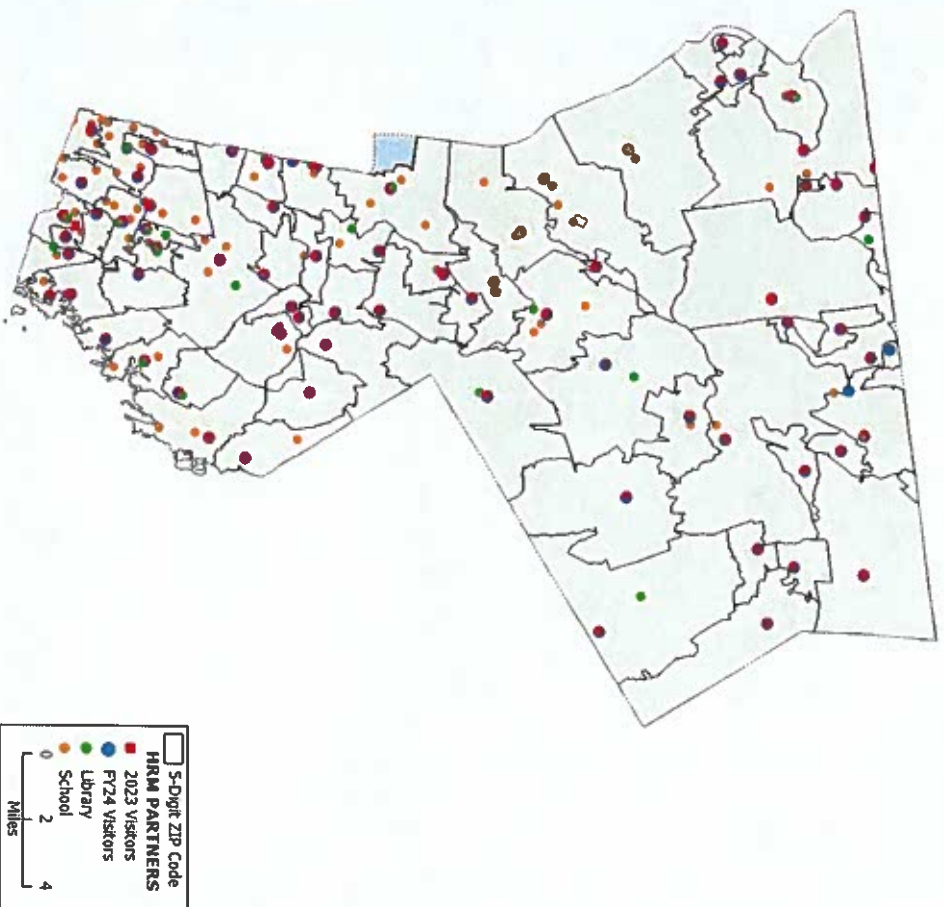 5-Digit ZIP Code
HRM PARTNERS
2023 Visitors
FY24 Visitors
Library
School
0 2 4
Miles